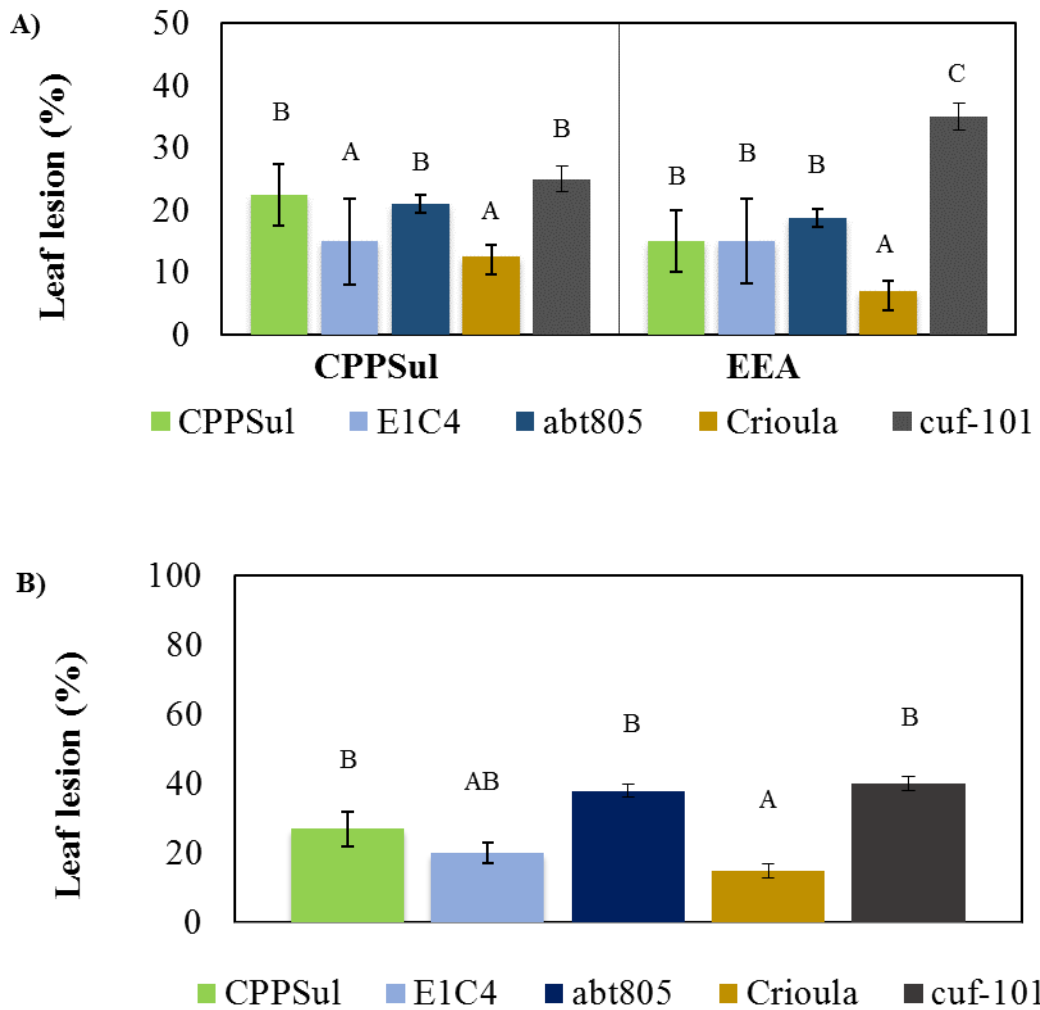 A)
Leaf lesion (%)
50
40
30
20
10
0
B
A
B
A
B
B
B
B
A
C
CPPSul
EEA
CPPSul E1C4 abt805 Crioula cuf-101
B)
Leaf lesion (%)
100
80
60
40
20
0
B
AB
B
A
B
CPPSul E1C4 abt805 Crioula cuf-101